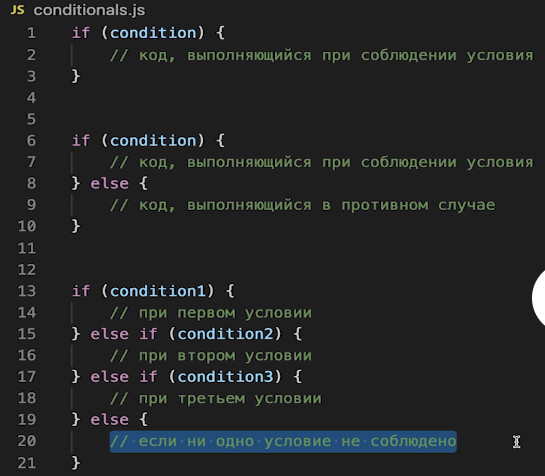 JS conditionals.js
1 if (condition) {
2 // код, выполняющийся при соблюдении условия
3 }
4
5
6 if (condition) {
7 // код, выполняющийся при соблюдении условия
8 } else {
9 // код, выполняющийся в противном случае
10 }
11
12
13 if (condition1) {
14 // при первом условии
15 } else if (condition2) {
16 // при втором условии
17 } else if (condition3) {
18 // при третьем условии
19 } else {
20 // если ни одно условие не соблюдено
21 }